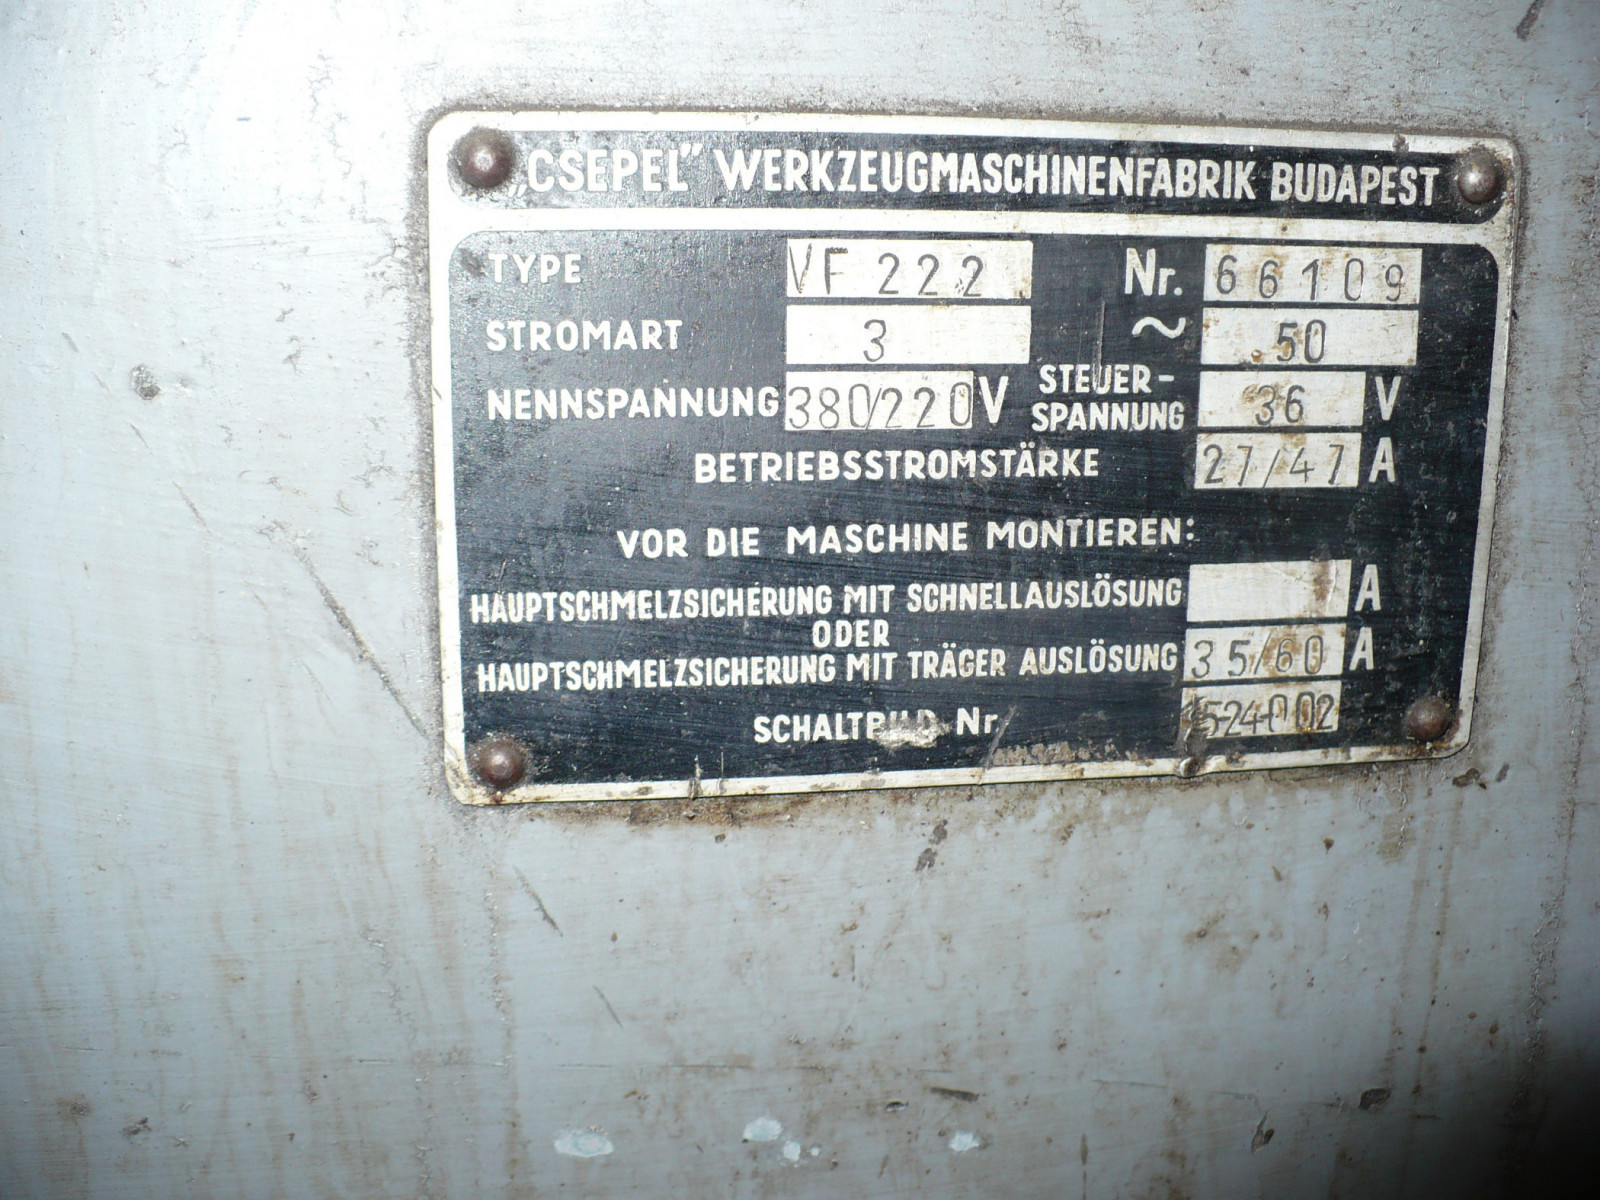 „CSEPEL" WERKZEUGMASCHINENFABRIK BUDAPEST
TYPE VF 222 Nr. 66109
STROMART 3 ~ 50
NENNSPANNUNG 380/220 V STEUER-SPANNUNG 36 V
BETRIEBSSTROMSTÄRKE 27/47 A
VOR DIE MASCHINE MONTIEREN:
HAUPTSCHMELZSICHERUNG MIT SCHNELLAUSLÖSUNG A
ODER
HAUPTSCHMELZSICHERUNG MIT TRÄGER AUSLÖSUNG 35/60 A
SCHALTBILD Nr.